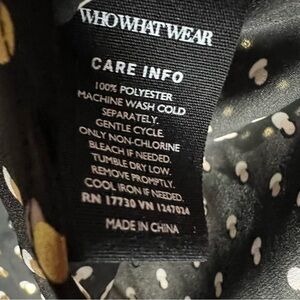 WHO WHAT WEAR
CARE INFO
100% POLYESTER
MACHINE WASH COLD
SEPARATELY.
GENTLE CYCLE.
ONLY NON-CHLORINE
BLEACH IF NEEDED.
TUMBLE DRY LOW.
REMOVE PROMPTLY.
COOL IRON IF NEEDED.
RN 17730 VN 1247024
MADE IN CHINA